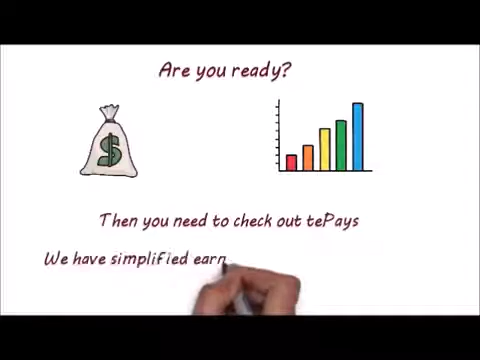 Are you ready?
$
Then you need to check out tePays
We have simplified earn